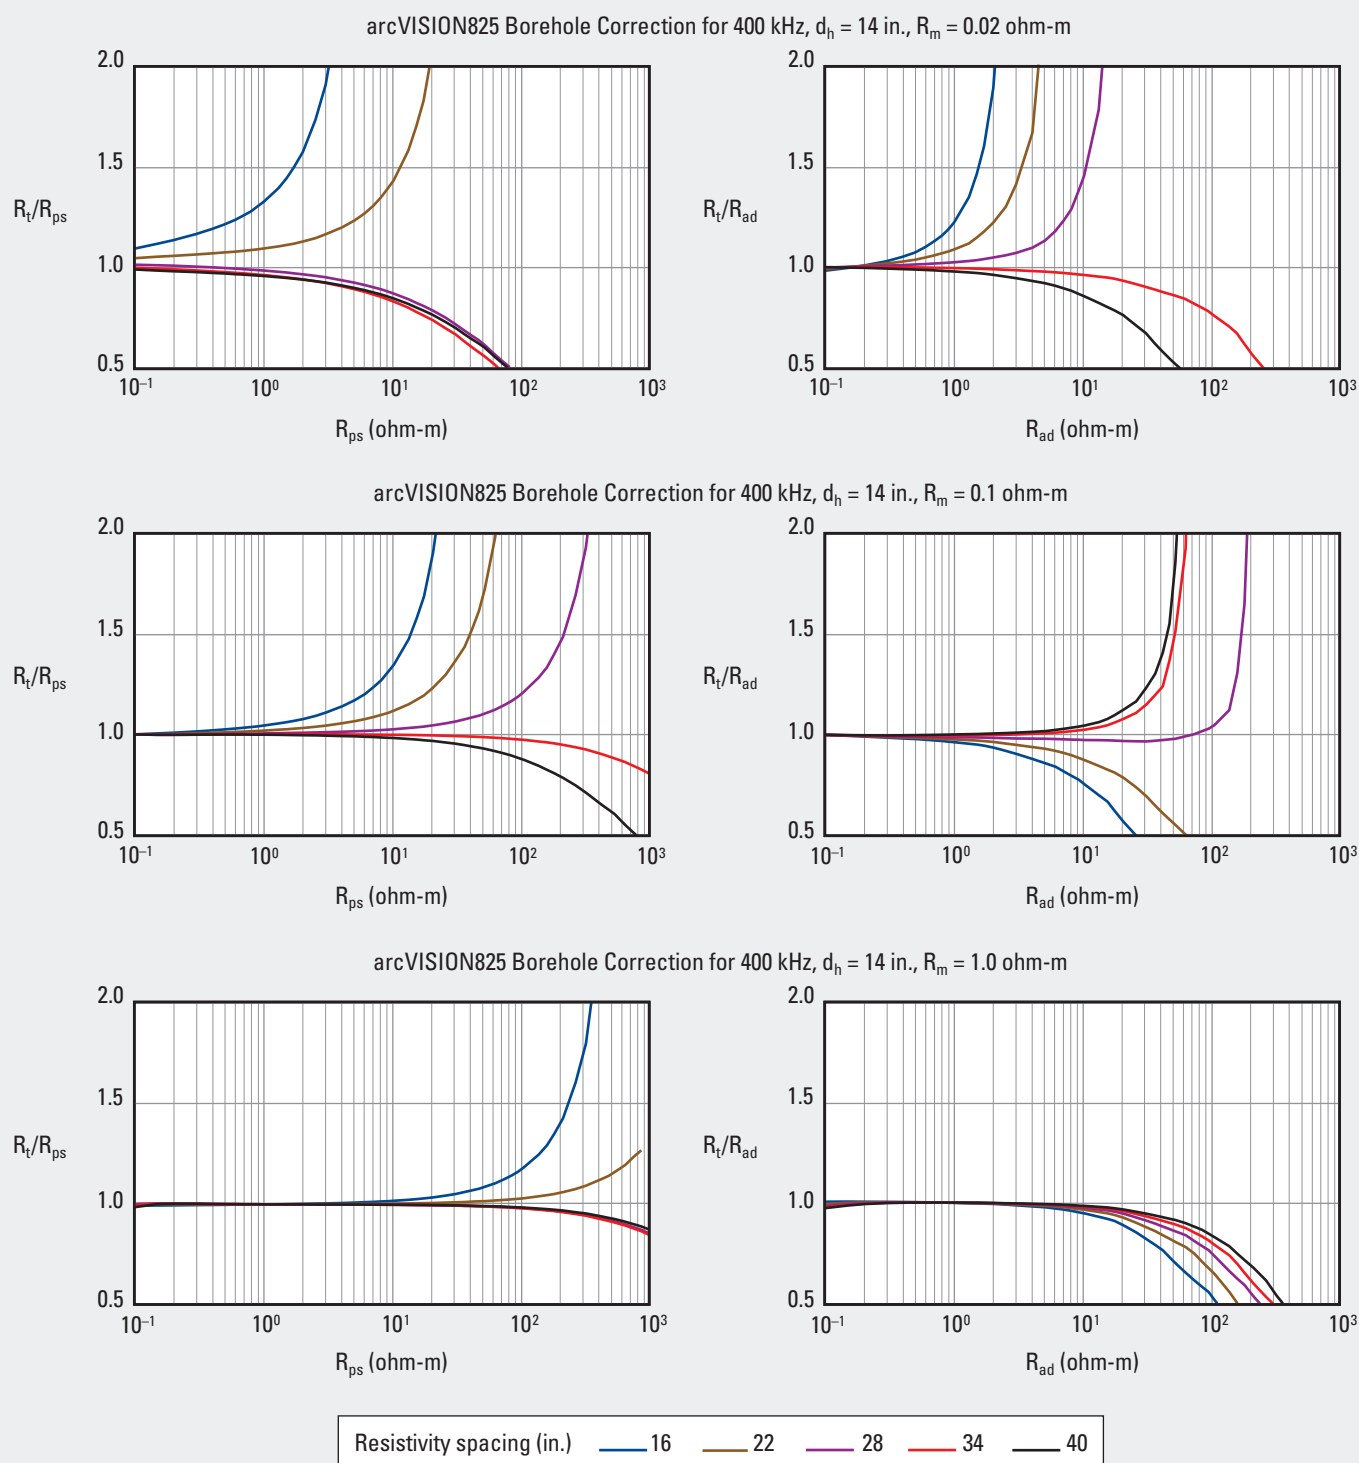 arcVISION825 Borehole Correction for 400 kHz, dₕ = 14 in., Rₘ = 0.02 ohm-m
2.0
1.5
1.0
0.5
Rₜ/Rₚₛ
10⁻¹ 10⁰ 10¹ 10² 10³
Rₚₛ (ohm-m)
2.0
1.5
1.0
0.5
Rₜ/R_ad
10⁻¹ 10⁰ 10¹ 10² 10³
R_ad (ohm-m)
arcVISION825 Borehole Correction for 400 kHz, dₕ = 14 in., Rₘ = 0.1 ohm-m
2.0
1.5
1.0
0.5
Rₜ/Rₚₛ
10⁻¹ 10⁰ 10¹ 10² 10³
Rₚₛ (ohm-m)
2.0
1.5
1.0
0.5
Rₜ/R_ad
10⁻¹ 10⁰ 10¹ 10² 10³
R_ad (ohm-m)
arcVISION825 Borehole Correction for 400 kHz, dₕ = 14 in., Rₘ = 1.0 ohm-m
2.0
1.5
1.0
0.5
Rₜ/Rₚₛ
10⁻¹ 10⁰ 10¹ 10² 10³
Rₚₛ (ohm-m)
2.0
1.5
1.0
0.5
Rₜ/R_ad
10⁻¹ 10⁰ 10¹ 10² 10³
R_ad (ohm-m)
Resistivity spacing (in.) 16 22 28 34 40